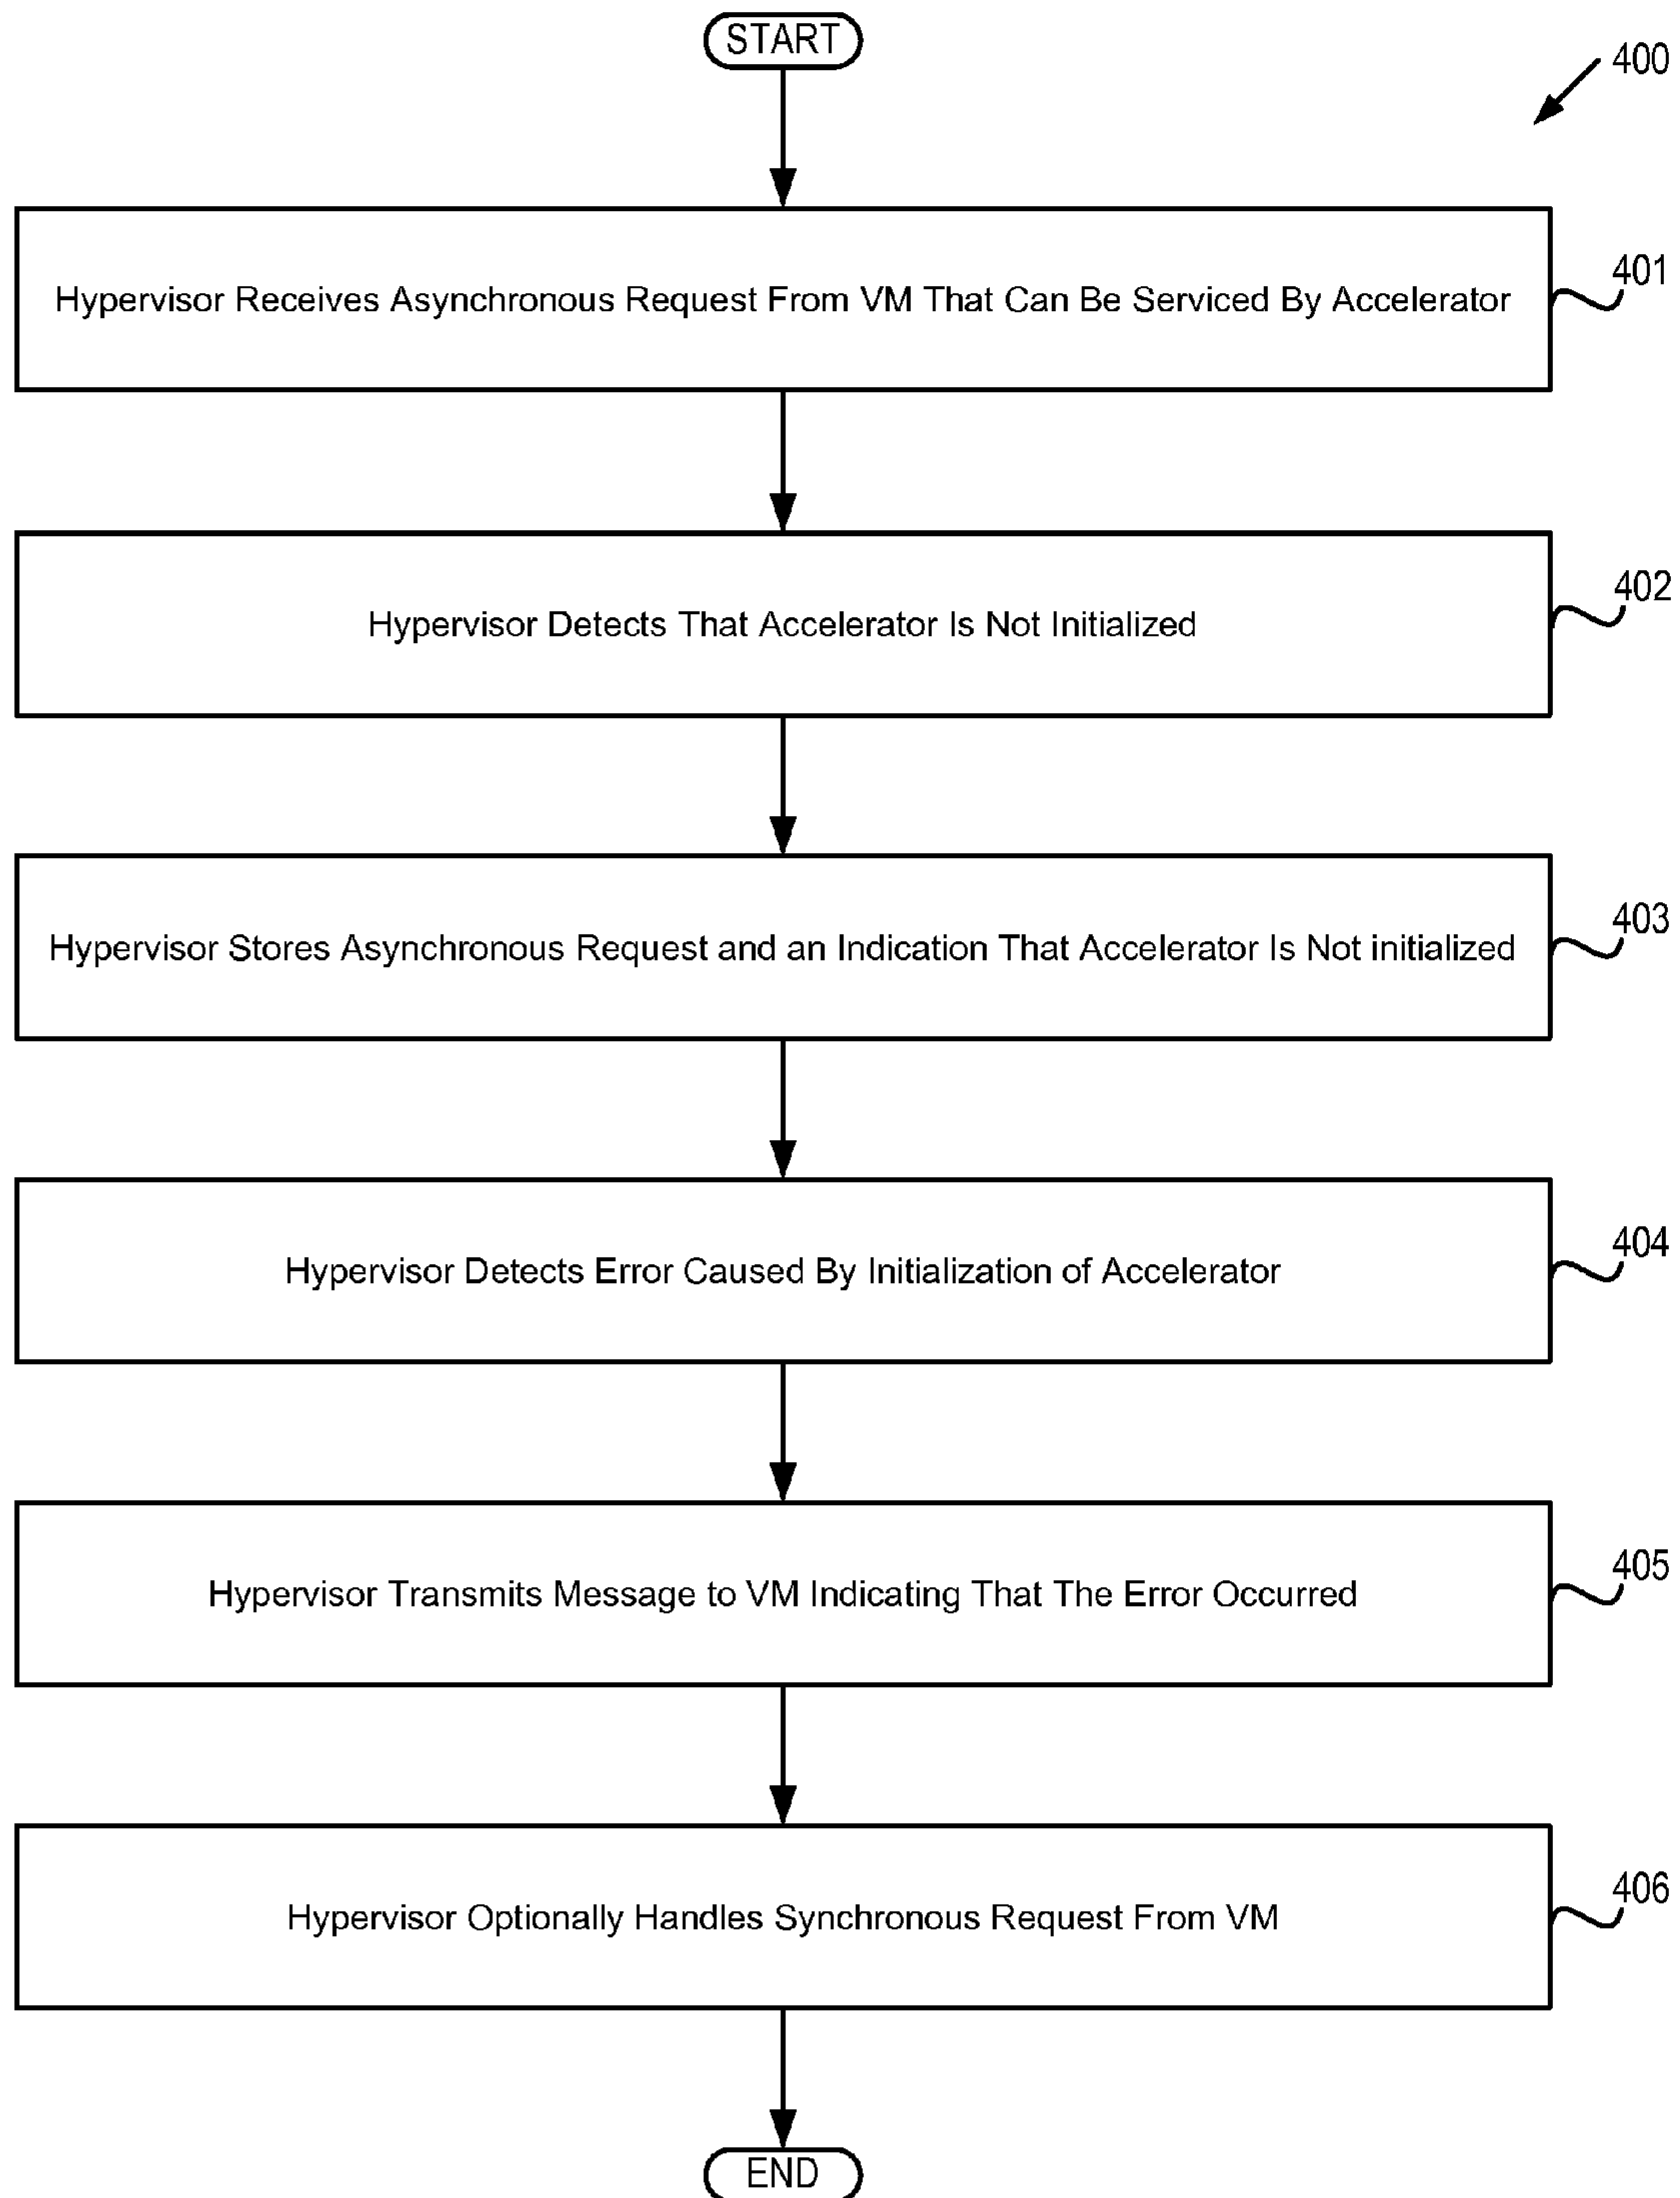 START
400
Hypervisor Receives Asynchronous Request From VM That Can Be Serviced By Accelerator
401
Hypervisor Detects That Accelerator Is Not Initialized
402
Hypervisor Stores Asynchronous Request and an Indication That Accelerator Is Not initialized
403
Hypervisor Detects Error Caused By Initialization of Accelerator
404
Hypervisor Transmits Message to VM Indicating That The Error Occurred
405
Hypervisor Optionally Handles Synchronous Request From VM
406
END